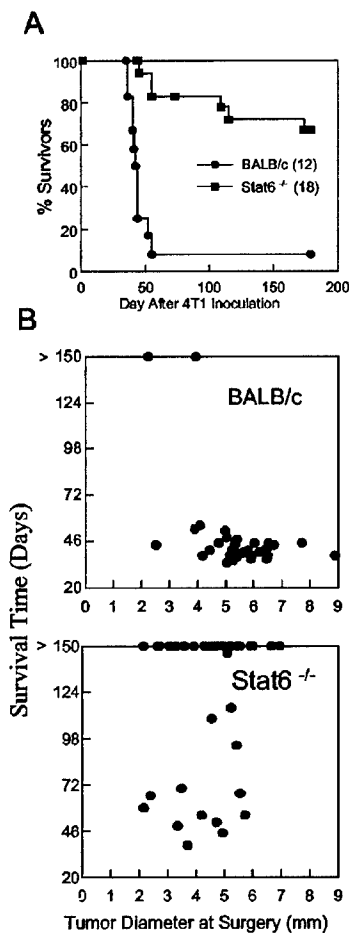 A
100
80
60
40
20
0
% Survivors
BALB/c (12)
Stat6 -/- (18)
0 50 100 150 200
Day After 4T1 Inoculation
B
Survival Time (Days)
> 150
124
98
72
46
20
BALB/c
0 1 2 3 4 5 6 7 8 9
> 150
124
98
72
46
20
Stat6 -/-
0 1 2 3 4 5 6 7 8 9
Tumor Diameter at Surgery (mm)